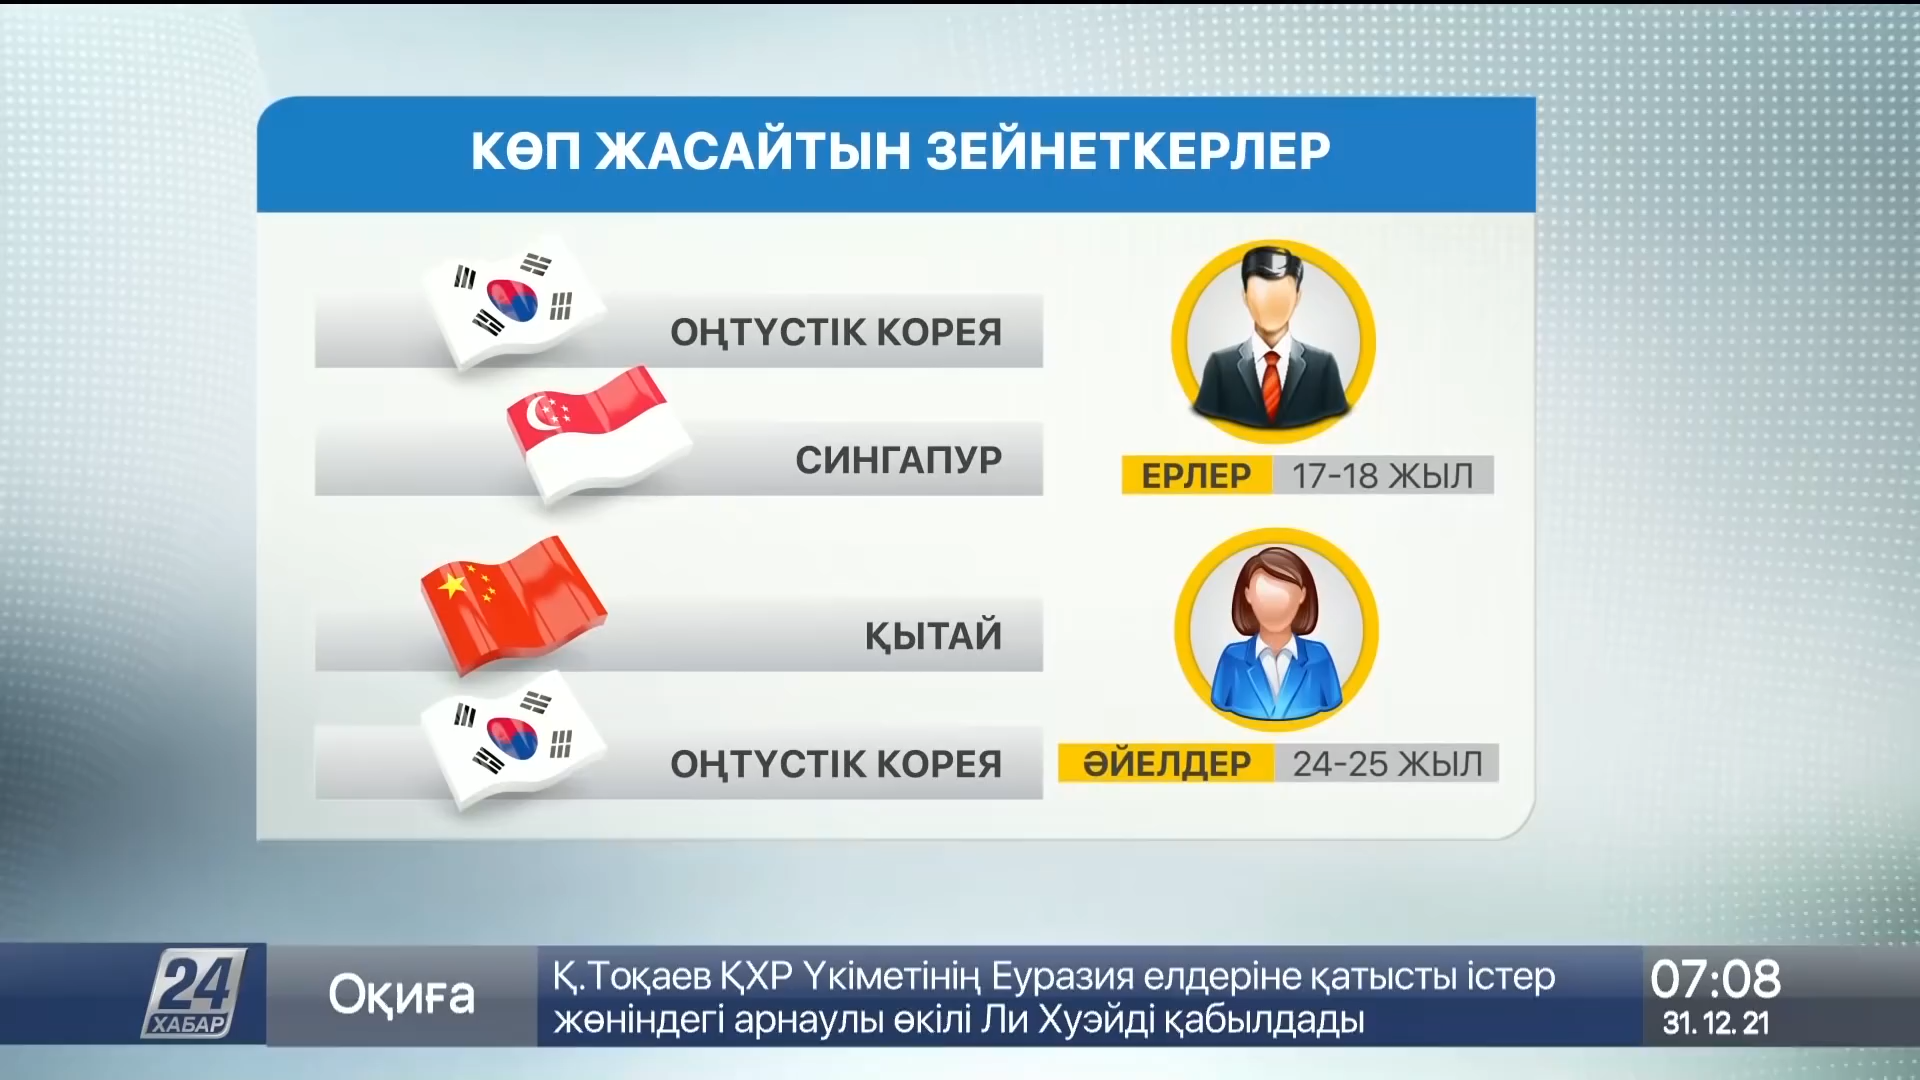 КӨП ЖАСАЙТЫН ЗЕЙНЕТКЕРЛЕР
ОҢТҮСТІК КОРЕЯ
СИНГАПУР
ЕРЛЕР 17-18 ЖЫЛ
ҚЫТАЙ
ОҢТҮСТІК КОРЕЯ
ӘЙЕЛДЕР 24-25 ЖЫЛ
24
ХАБАР
Оқиға
Қ.Тоқаев ҚХР Үкіметінің Еуразия елдеріне қатысты істер
жөніндегі арнаулы өкілі Ли Хуэйді қабылдады
07:08
31. 12. 21